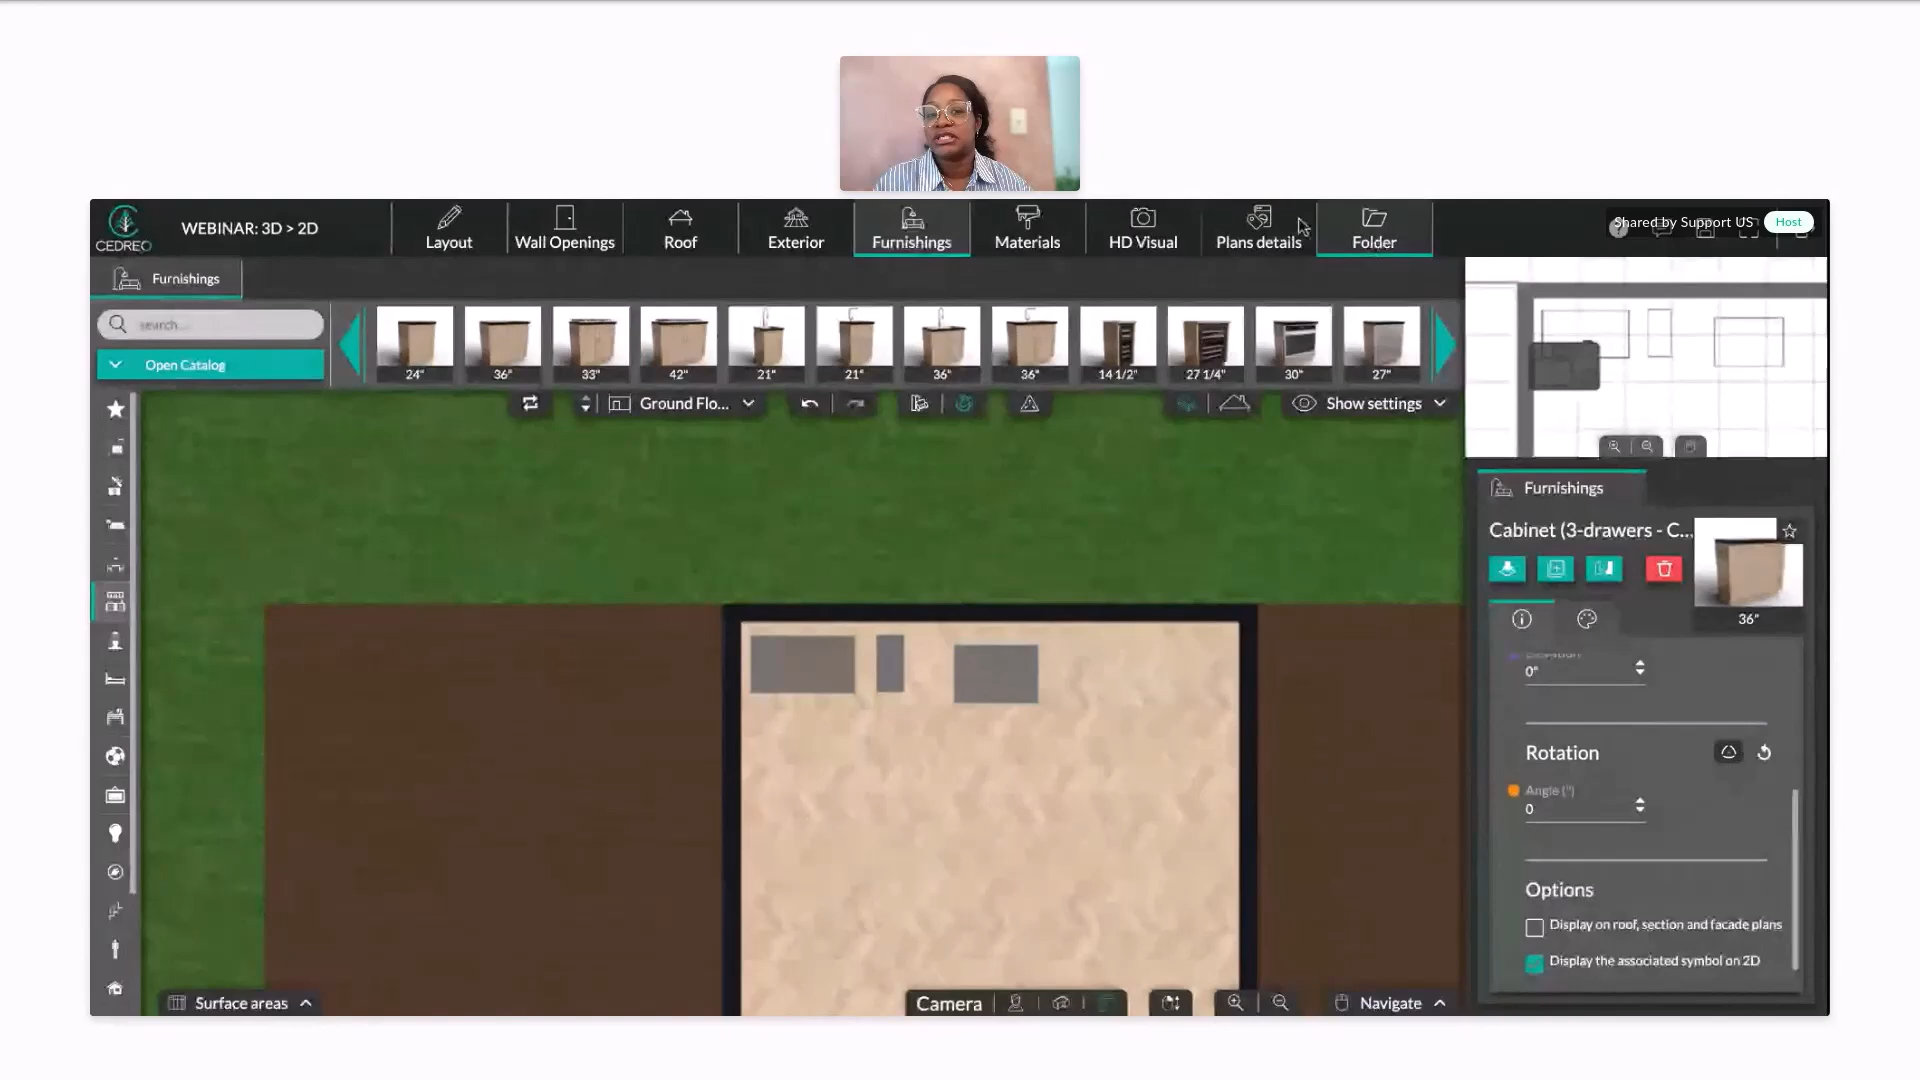 CEDREO
WEBINAR: 3D > 2D
Layout
Wall Openings
Roof
Exterior
Furnishings
Materials
HD Visual
Plans details
Folder
Shared by Support US
Host
Furnishings
search...
Open Catalog
24"
36"
33"
42"
21"
21"
36"
36"
14 1/2"
27 1/4"
30"
27"
Ground Flo...
Show settings
Furnishings
Cabinet (3-drawers - C...
36"
Elevation
0"
Rotation
Angle (°)
0
Options
Display on roof, section and facade plans
Display the associated symbol on 2D
Surface areas
Camera
Navigate